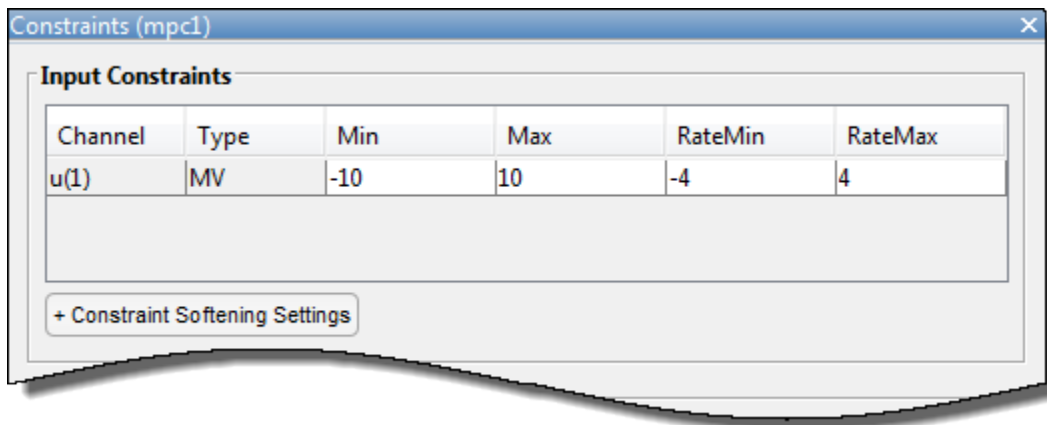 Constraints (mpc1)
Input Constraints
Channel Type Min Max RateMin RateMax
u(1) MV -10 10 -4 4
+ Constraint Softening Settings